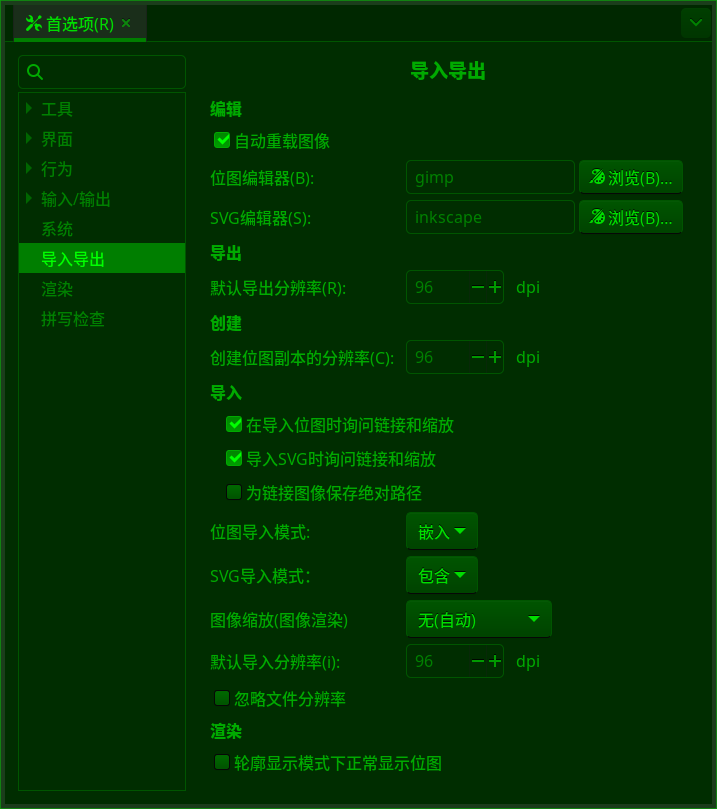 首选项(R)
导入导出
工具
界面
行为
输入/输出
系统
导入导出
渲染
拼写检查
编辑
自动重载图像
位图编辑器(B): gimp 浏览(B)...
SVG编辑器(S): inkscape 浏览(B)...
导出
默认导出分辨率(R): 96 dpi
创建
创建位图副本的分辨率(C): 96 dpi
导入
在导入位图时询问链接和缩放
导入SVG时询问链接和缩放
为链接图像保存绝对路径
位图导入模式: 嵌入
SVG导入模式： 包含
图像缩放(图像渲染) 无(自动)
默认导入分辨率(i): 96 dpi
忽略文件分辨率
渲染
轮廓显示模式下正常显示位图